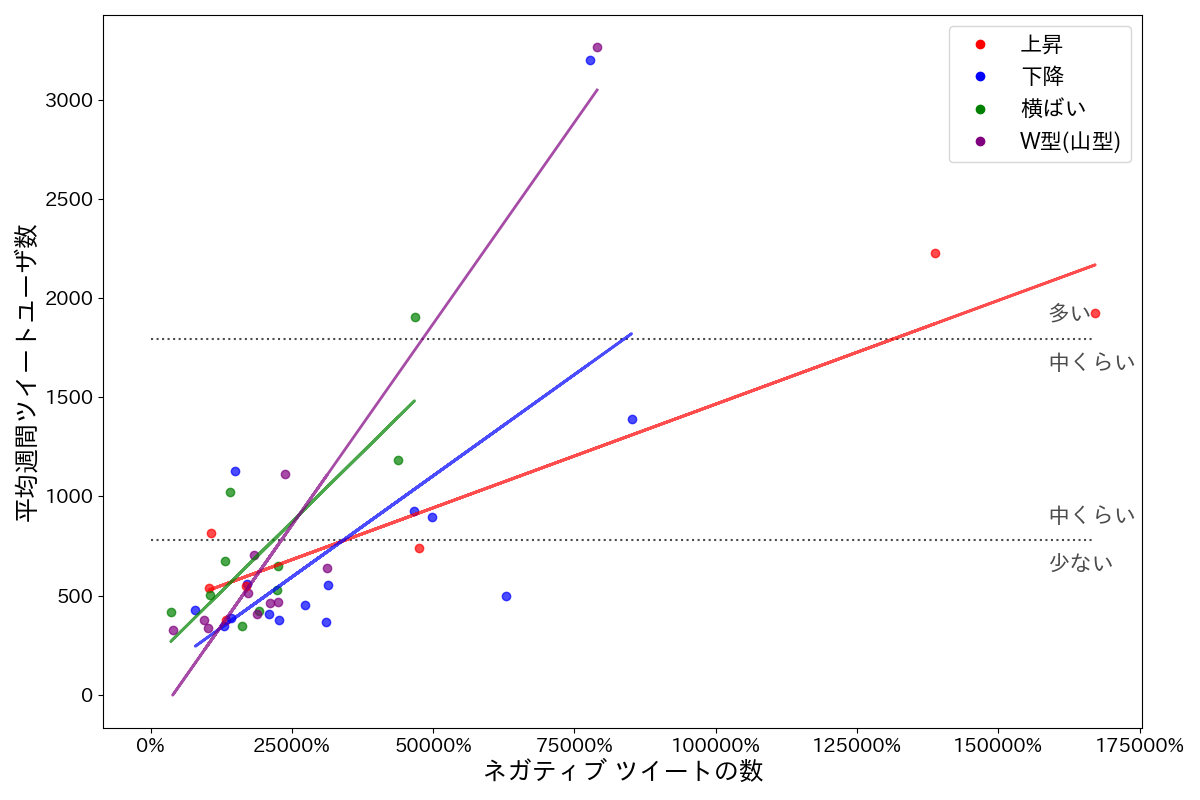 上昇
下降
横ばい
W型(山型)
平均週間ツイートユーザ数
3000
2500
2000
1500
1000
500
0
多い
中くらい
中くらい
少ない
0%
25000%
50000%
75000%
100000%
125000%
150000%
175000%
ネガティブ ツイートの数